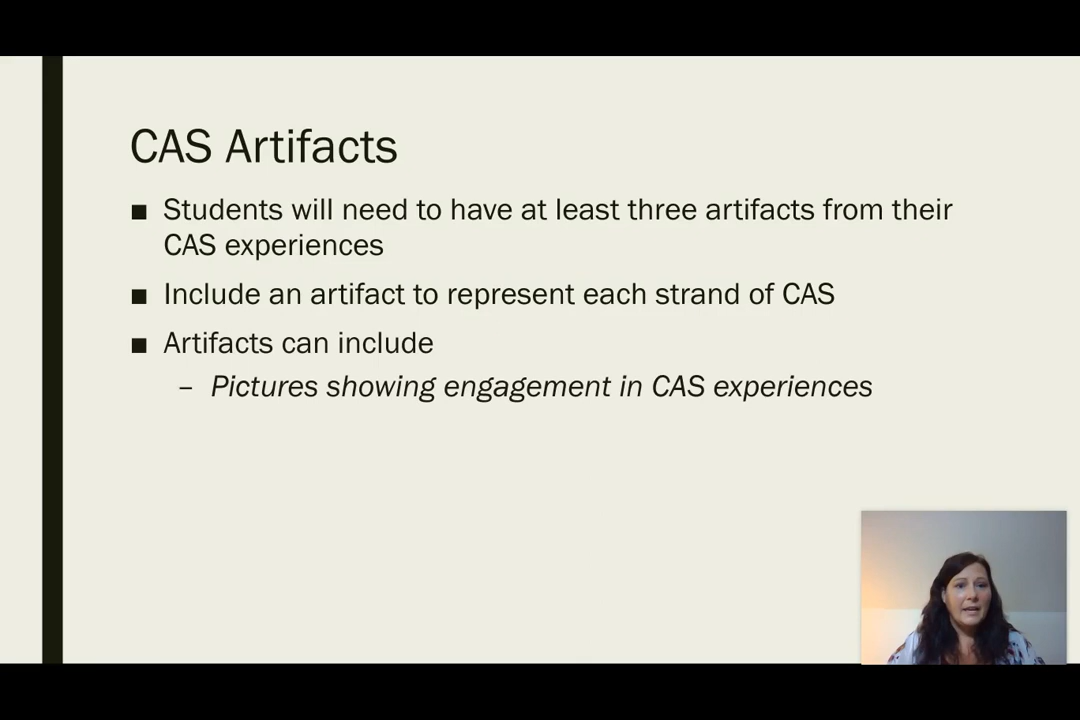 CAS Artifacts
■ Students will need to have at least three artifacts from their
CAS experiences
■ Include an artifact to represent each strand of CAS
■ Artifacts can include
– Pictures showing engagement in CAS experiences